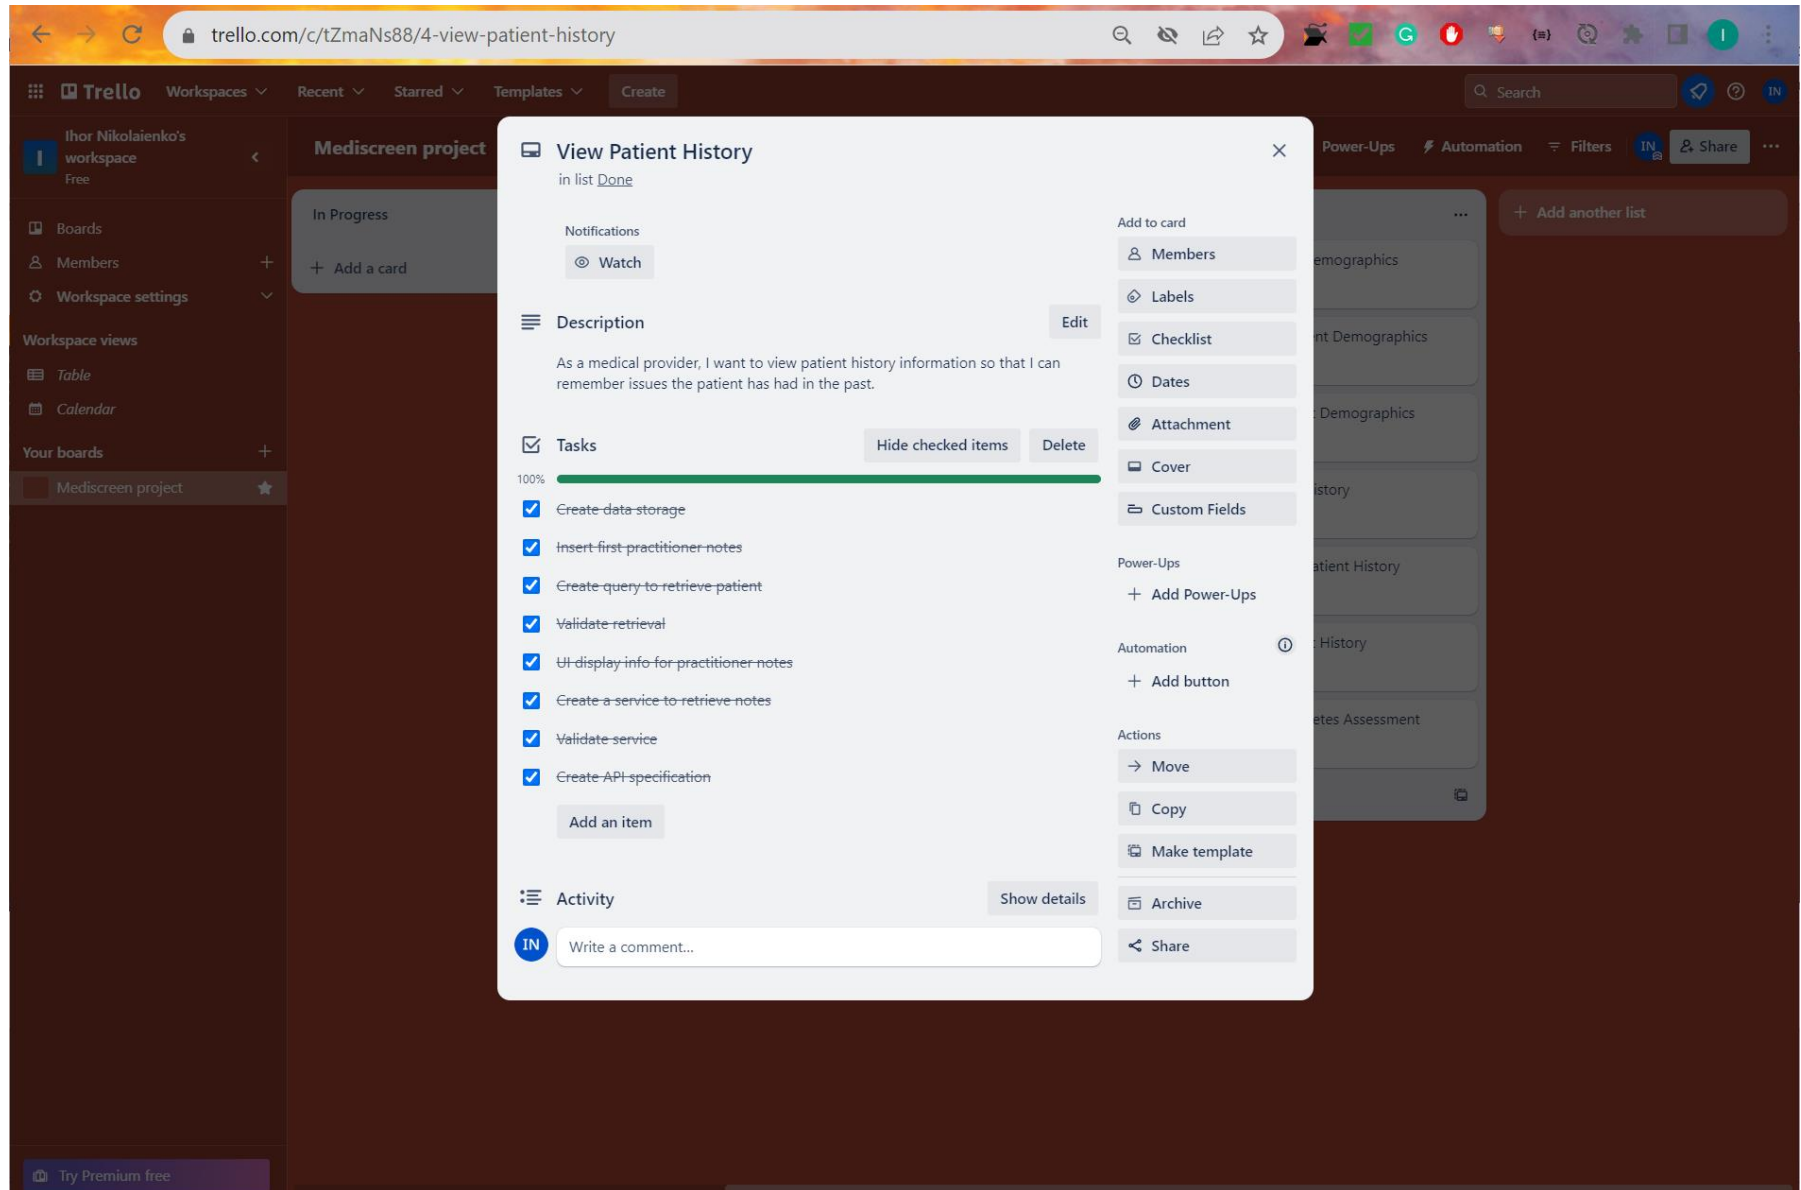 trello.com/c/tZmaNs88/4-view-patient-history
Trello Workspaces Recent Starred Templates Create Search IN
Ihor Nikolaienko's workspace
Free
I
Boards
Members
Workspace settings
Workspace views
Table
Calendar
Your boards
Mediscreen project
Try Premium free
Mediscreen project
Power-Ups Automation Filters IN Share
In Progress
Add a card
Add another list
emographics
nt Demographics
Demographics
istory
atient History
History
etes Assessment
View Patient History
in list Done
Notifications
Watch
Description Edit
As a medical provider, I want to view patient history information so that I can
remember issues the patient has had in the past.
Tasks Hide checked items Delete
100%
Create data storage
Insert first practitioner notes
Create query to retrieve patient
Validate retrieval
UI display info for practitioner notes
Create a service to retrieve notes
Validate service
Create API specification
Add an item
Activity Show details
IN Write a comment...
Add to card
Members
Labels
Checklist
Dates
Attachment
Cover
Custom Fields
Power-Ups
Add Power-Ups
Automation
Add button
Actions
Move
Copy
Make template
Archive
Share